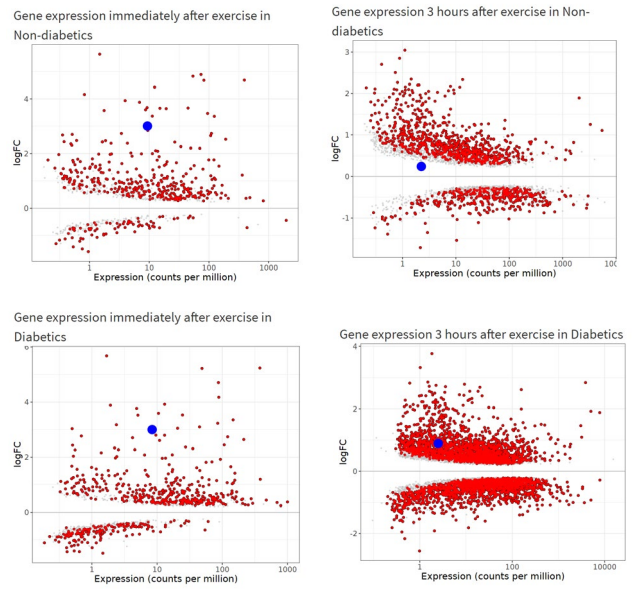 Gene expression immediately after exercise in
Non-diabetics
4
2
0
logFC
1
10
100
1000
Expression (counts per million)
Gene expression 3 hours after exercise in Non-
diabetics
3
2
1
0
-1
logFC
1
10
100
1000
10
Expression (counts per million)
Gene expression immediately after exercise in
Diabetics
6
4
2
0
logFC
1
10
100
1000
Expression (counts per million)
Gene expression 3 hours after exercise in Diabetics
4
2
0
-2
logFC
1
100
10000
Expression (counts per million)